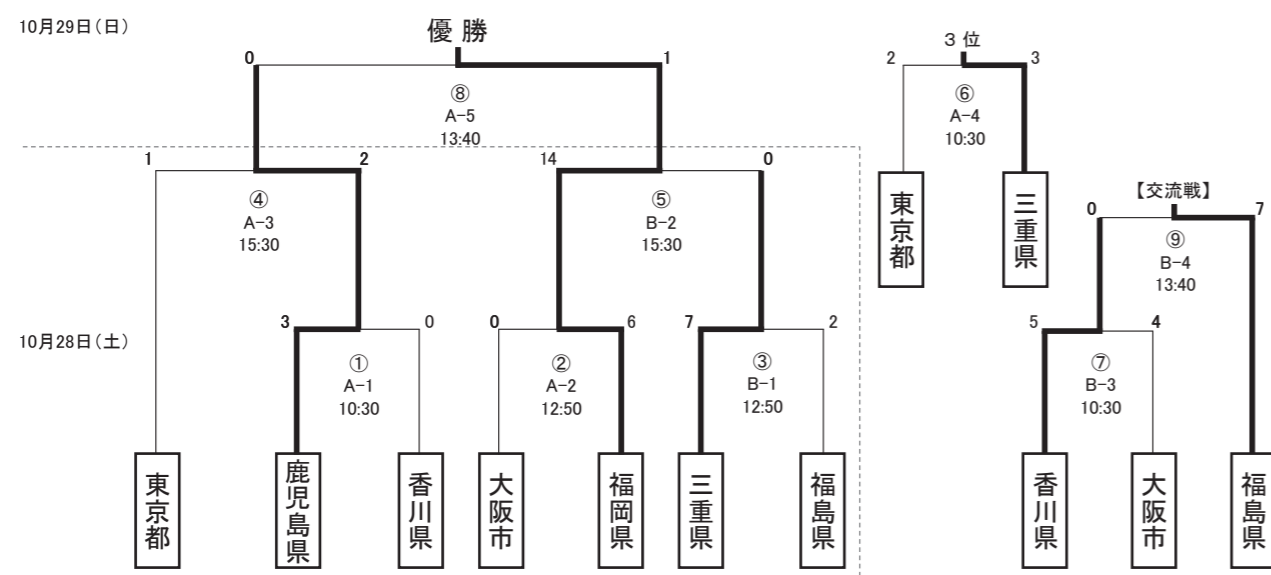 10月29日(日)
優 勝
0
1
⑧
A-5
13:40
3 位
2
3
⑥
A-4
10:30
東京都
三重県
1
2
④
A-3
15:30
14
0
⑤
B-2
15:30
【交流戦】
0
7
⑨
B-4
13:40
10月28日(土)
3
0
①
A-1
10:30
0
6
②
A-2
12:50
7
2
③
B-1
12:50
5
4
⑦
B-3
10:30
東京都
鹿児島県
香川県
大阪市
福岡県
三重県
福島県
香川県
大阪市
福島県